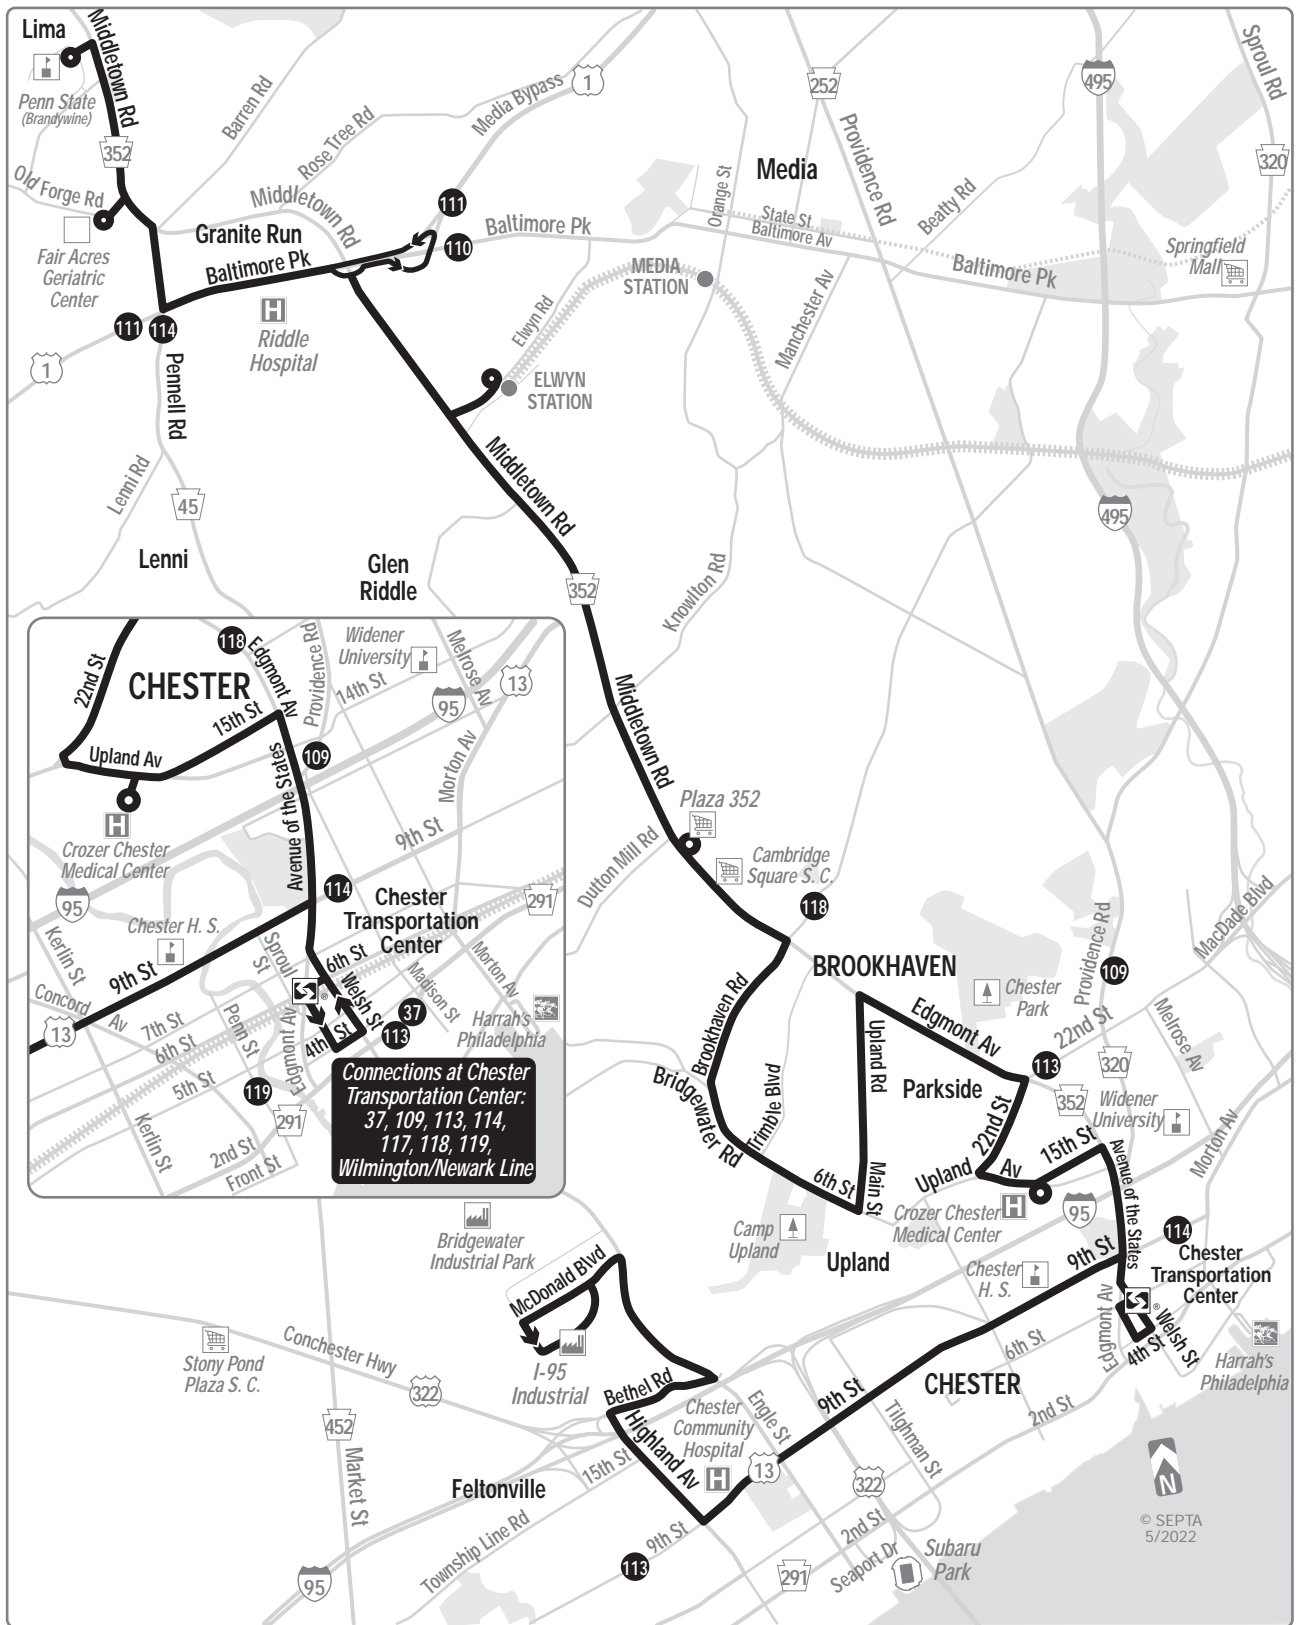 Lima
Middletown Rd
Penn State
(Brandywine)
352
Old Forge Rd
Fair Acres
Geriatric
Center
Barren Rd
Rose Tree Rd
Media Bypass
1
Middletown Rd
Granite Run
Baltimore Pk
111
110
Baltimore Pk
H
Riddle
Hospital
111
114
1
Pennell Rd
Lenni Rd
45
Lenni
Glen
Riddle
252
Providence Rd
Media
Orange St
State St
Baltimore Av
Beatty Rd
495
Sproul Rd
320
Springfield
Mall
Baltimore Pk
MEDIA
STATION
Elwyn Rd
Manchester Av
ELWYN
STATION
Middletown Rd
352
Knowlton Rd
495
Middletown Rd
Plaza 352
Dutton Mill Rd
Cambridge
Square S. C.
118
BROOKHAVEN
Brookhaven Rd
Bridgewater Rd
Trimble Blvd
Upland Rd
Edgmont Av
Parkside
Chester
Park
Providence Rd
109
MacDade Blvd
22nd St
113
352
320
Melrose Av
Widener
University
Morton Av
22nd St
15th St
Upland Av
6th St
Main St
Camp
Upland
Upland
Crozer Chester
Medical Center
H
95
Avenue of the States
114
Chester
Transportation
Center
®
9th St
Chester
H. S.
Edgmont Av
Welsh St
4th St
6th St
Harrah's
Philadelphia
CHESTER
9th St
2nd St
Tilghman St
Engle St
322
13
Chester
Community
Hospital
H
Bethel Rd
Highland Av
15th St
9th St
113
2nd St
291
Seaport Dr
Subaru
Park
N
© SEPTA
5/2022
Bridgewater
Industrial Park
McDonald Blvd
I-95
Industrial
Conchester Hwy
322
Stony Pond
Plaza S. C.
452
Market St
Feltonville
Township Line Rd
95
CHESTER
22nd St
118
Edgmont Av
Providence Rd
Widener
University
Melrose Av
13
14th St
95
15th St
Upland Av
109
Morton Av
H
Crozer Chester
Medical Center
Avenue of the States
9th St
114
Chester
Transportation
Center
291
95
Chester H. S.
Kerlin St
9th St
Concord Av
13
7th St
6th St
5th St
Sproul St
Penn St
Edgmont Av
®
6th St
Welsh St
4th St
Madison St
Morton Av
37
113
Harrah's
Philadelphia
119
291
Kerlin St
2nd St
Front St
Connections at Chester
Transportation Center:
37, 109, 113, 114,
117, 118, 119,
Wilmington/Newark Line